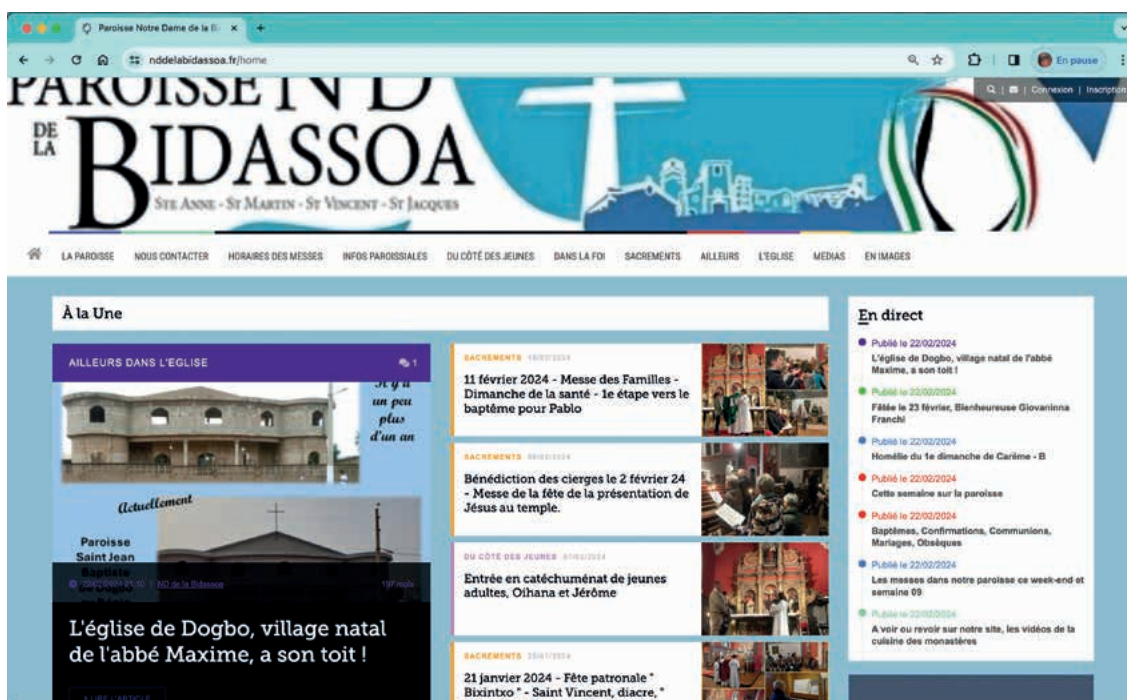 Paroisse Notre Dame de la Bi
nddelabidassoa.fr/home
En pause
Connexion | Inscription
PAROISSE ND
DE
LA
BIDASSOA
STE ANNE - ST MARTIN - ST VINCENT - ST JACQUES
LA PAROISSE
NOUS CONTACTER
HORAIRES DES MESSES
INFOS PAROISSIALES
DU CÔTÉ DES JEUNES
DANS LA FOI
SACREMENTS
AILLEURS
L'EGLISE
MEDIAS
EN IMAGES
À la Une
AILLEURS DANS L'EGLISE
1
Il y a
un peu
plus
d'un an
Actuellement
Paroisse
Saint Jean
Baptiste
ND de la Bidassoa
L'église de Dogbo, village natal
de l'abbé Maxime, a son toit !
LIRE L'ARTICLE
SACREMENTS
11 février 2024 - Messe des Familles -
Dimanche de la santé - 1e étape vers le
baptême pour Pablo
SACREMENTS
Bénédiction des cierges le 2 février 24
- Messe de la fête de la présentation de
Jésus au temple.
DU CÔTÉ DES JEUNES
Entrée en catéchuménat de jeunes
adultes, Oihana et Jérôme
SACREMENTS
21 janvier 2024 - Fête patronale "
Bixintxo " - Saint Vincent, diacre, "
En direct
Publié le 22/02/2024
L'église de Dogbo, village natal de l'abbé
Maxime, a son toit !
Publié le 22/02/2024
Fêtée le 23 février, Bienheureuse Giovaninna
Franchi
Publié le 22/02/2024
Homélie du 1e dimanche de Carême - B
Publié le 22/02/2024
Cette semaine sur la paroisse
Publié le 22/02/2024
Baptêmes, Confirmations, Communions,
Mariages, Obsèques
Publié le 22/02/2024
Les messes dans notre paroisse ce week-end et
semaine 09
Publié le 22/02/2024
A voir ou revoir sur notre site, les vidéos de la
cuisine des monastères